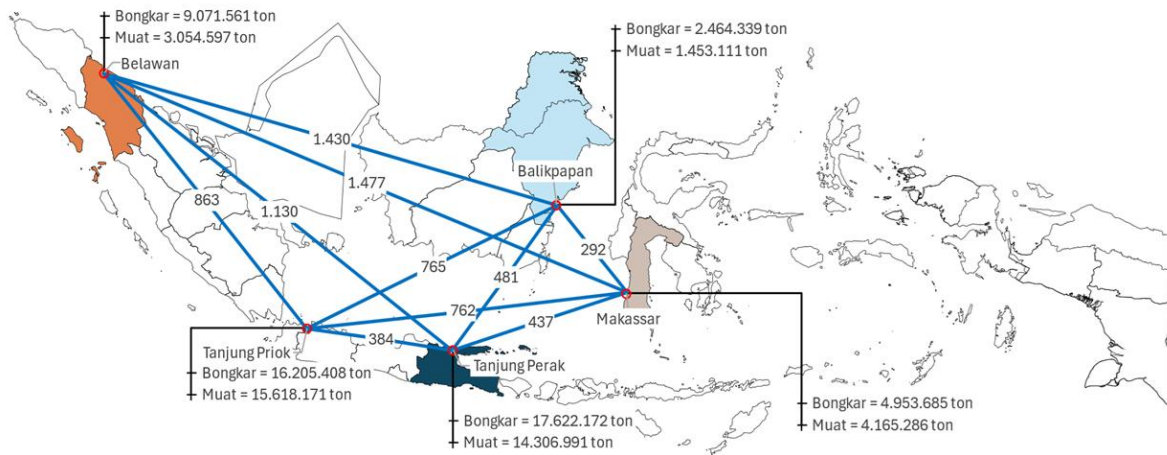 Bongkar = 9.071.561 ton
Muat = 3.054.597 ton
Belawan
Bongkar = 2.464.339 ton
Muat = 1.453.111 ton
1.430
Balikpapan
1.477
863
1.130
292
765
481
762
437
Makassar
384
Tanjung Priok
Bongkar = 16.205.408 ton
Muat = 15.618.171 ton
Tanjung Perak
Bongkar = 17.622.172 ton
Muat = 14.306.991 ton
Bongkar = 4.953.685 ton
Muat = 4.165.286 ton